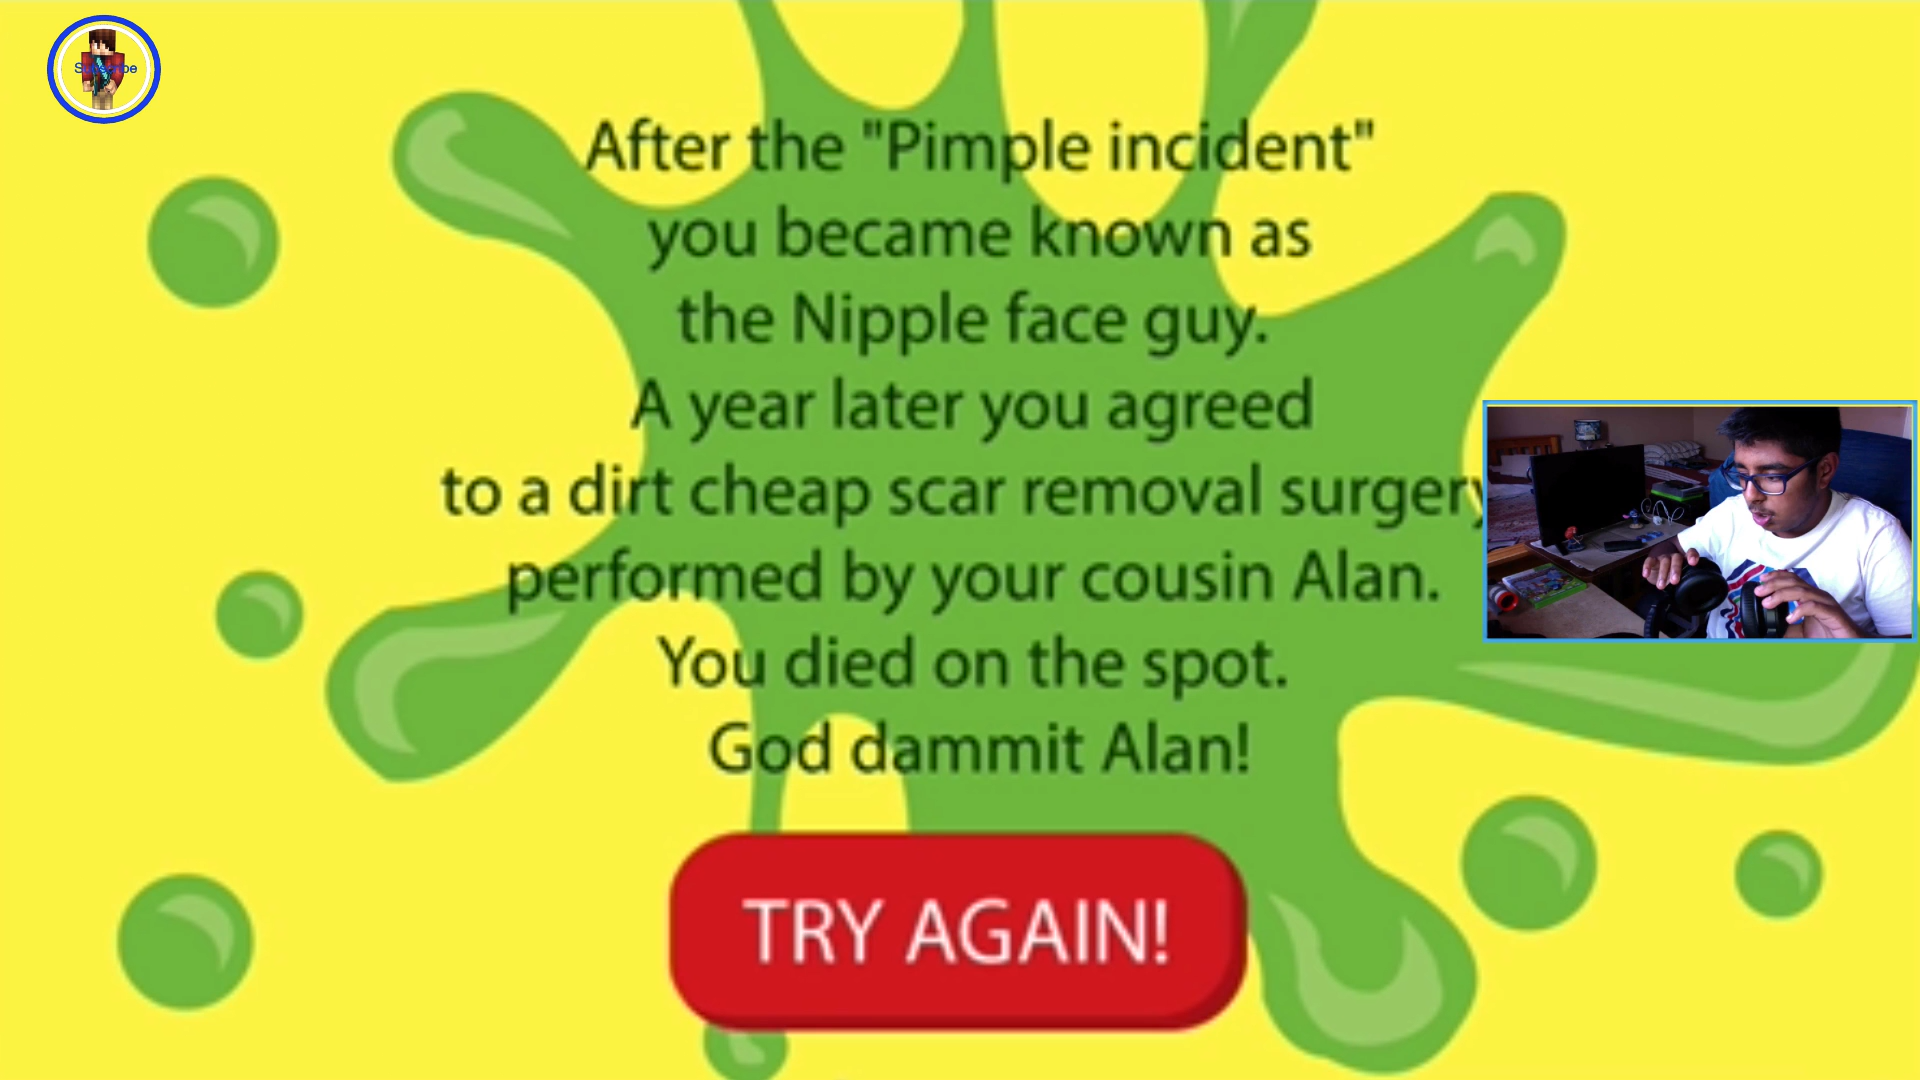 Subscribe
After the "Pimple incident"
you became known as
the Nipple face guy.
A year later you agreed
to a dirt cheap scar removal surgery
performed by your cousin Alan.
You died on the spot.
God dammit Alan!
TRY AGAIN!